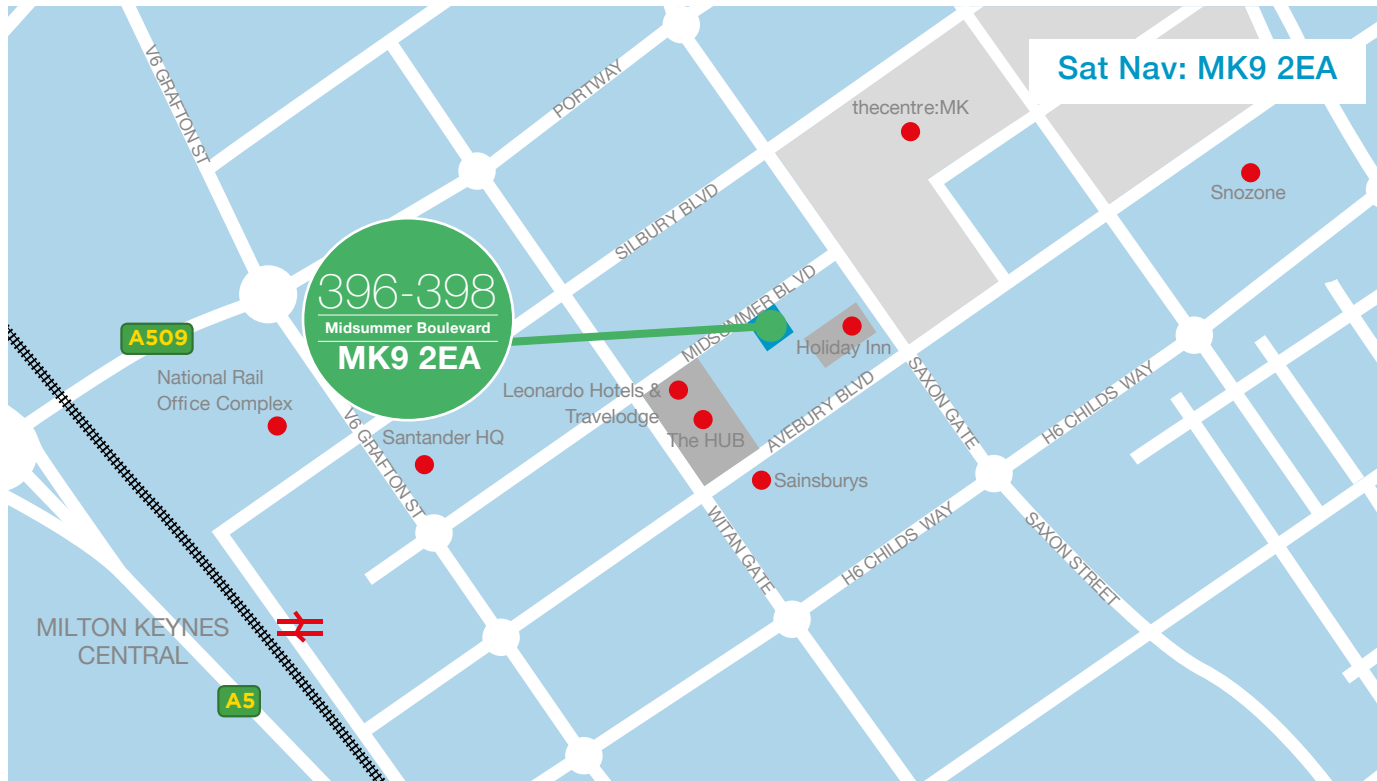 Sat Nav: MK9 2EA
V6 GRAFTON ST
PORTWAY
thecentre:MK
Snozone
SILBURY BLVD
396-398
Midsummer Boulevard
MK9 2EA
MIDSUMMER BLVD
A509
Holiday Inn
National Rail
Office Complex
Leonardo Hotels &
Travelodge
The HUB
AVEBURY BLVD
SAXON GATE
H6 CHILDS WAY
V6 GRAFTON ST
Santander HQ
Sainsburys
WITAN GATE
H6 CHILDS WAY
SAXON STREET
MILTON KEYNES
CENTRAL
A5